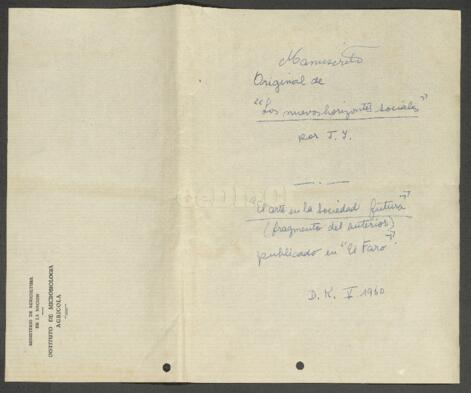 Manuscrito
Original de
"Los nuevos horizontes sociales"
por J. Y.
"El arte en la Sociedad futura"
(fragmento del anterior)
publicado en "El Faro".
D. K. V 1960
MINISTERIO DE AGRICULTURA
DE LA NACION
INSTITUTO DE MICROBIOLOGIA
AGRICOLA